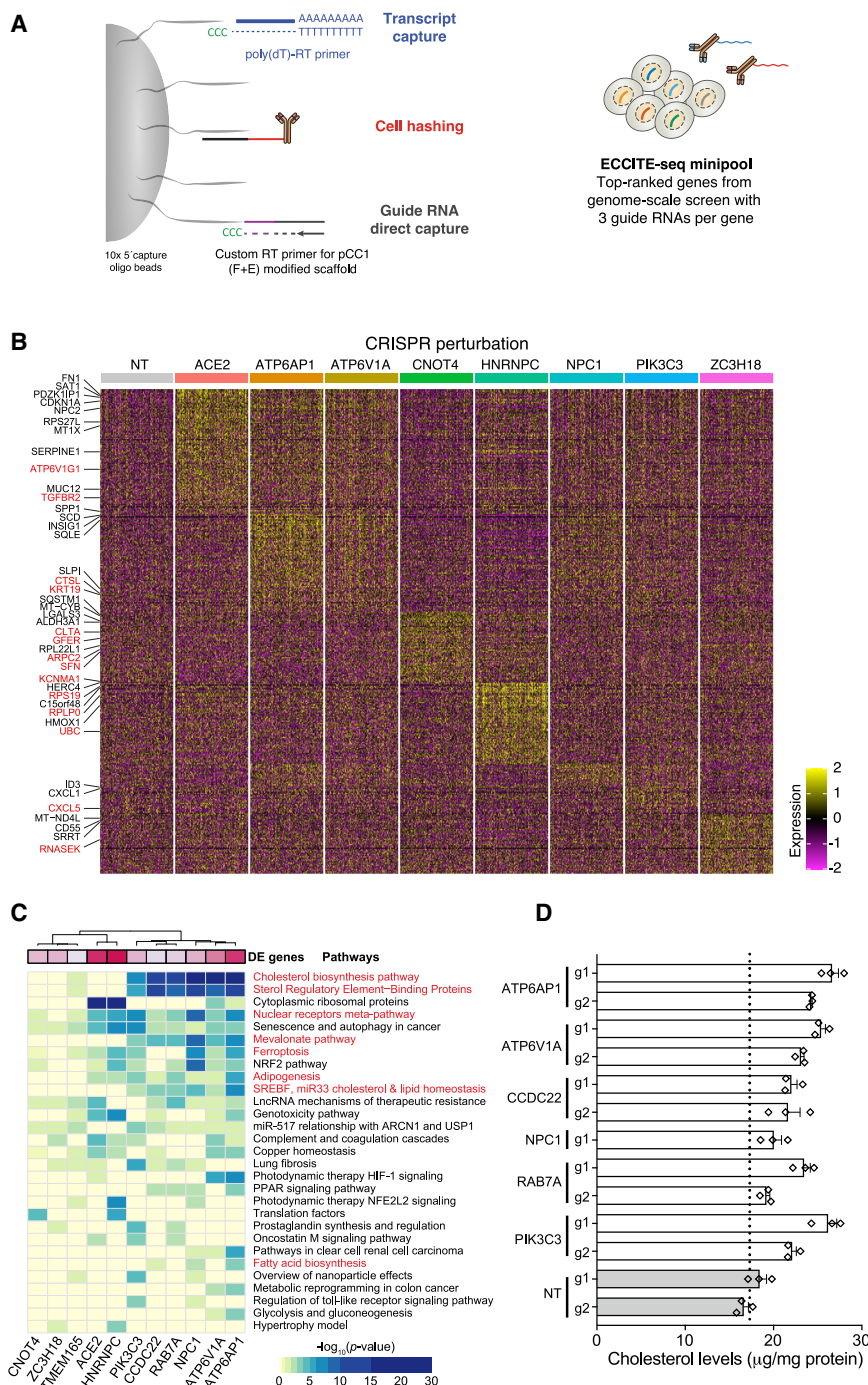 A
CCC
AAAAAAAAA
TTTTTTTTT
poly(dT)-RT primer
Transcript
capture
Cell hashing
Guide RNA
direct capture
CCC
10x 5´capture
oligo beads
Custom RT primer for pCC1
(F+E) modified scaffold
ECCITE-seq minipool
Top-ranked genes from
genome-scale screen with
3 guide RNAs per gene
B
CRISPR perturbation
NT ACE2 ATP6AP1 ATP6V1A CNOT4 HNRNPC NPC1 PIK3C3 ZC3H18
FN1
SAT1
PDZK1IP1
CDKN1A
NPC2
RPS27L
MT1X
SERPINE1
ATP6V1G1
MUC12
TGFBR2
SPP1
SCD
INSIG1
SQLE
SLPI
CTSL
KRT19
SQSTM1
MT-CYB
LGALS3
ALDH3A1
CLTA
GFER
RPL22L1
ARPC2
SFN
KCNMA1
HERC4
RPS19
C15orf48
RPLP0
HMOX1
UBC
ID3
CXCL1
CXCL5
MT-ND4L
CD55
SRRT
RNASEK
Expression
2
1
0
-1
-2
C
DE genes Pathways
Cholesterol biosynthesis pathway
Sterol Regulatory Element-Binding Proteins
Cytoplasmic ribosomal proteins
Nuclear receptors meta-pathway
Senescence and autophagy in cancer
Mevalonate pathway
Ferroptosis
NRF2 pathway
Adipogenesis
SREBF, miR33 cholesterol & lipid homeostasis
LncRNA mechanisms of therapeutic resistance
Genotoxicity pathway
miR-517 relationship with ARCN1 and USP1
Complement and coagulation cascades
Copper homeostasis
Lung fibrosis
Photodynamic therapy HIF-1 signaling
PPAR signaling pathway
Photodynamic therapy NFE2L2 signaling
Translation factors
Prostaglandin synthesis and regulation
Oncostatin M signaling pathway
Pathways in clear cell renal cell carcinoma
Fatty acid biosynthesis
Overview of nanoparticle effects
Metabolic reprogramming in colon cancer
Regulation of toll-like receptor signaling pathway
Glycolysis and gluconeogenesis
Hypertrophy model
CNOT4
ZC3H18
TMEM165
ACE2
HNRNPC
PIK3C3
CCDC22
RAB7A
NPC1
ATP6V1A
ATP6AP1
-log10(p-value)
0 5 10 15 20 30
D
ATP6AP1
g1
g2
ATP6V1A
g1
g2
CCDC22
g1
g2
NPC1
g1
RAB7A
g1
g2
PIK3C3
g1
g2
NT
g1
g2
0 10 20 30
Cholesterol levels (μg/mg protein)